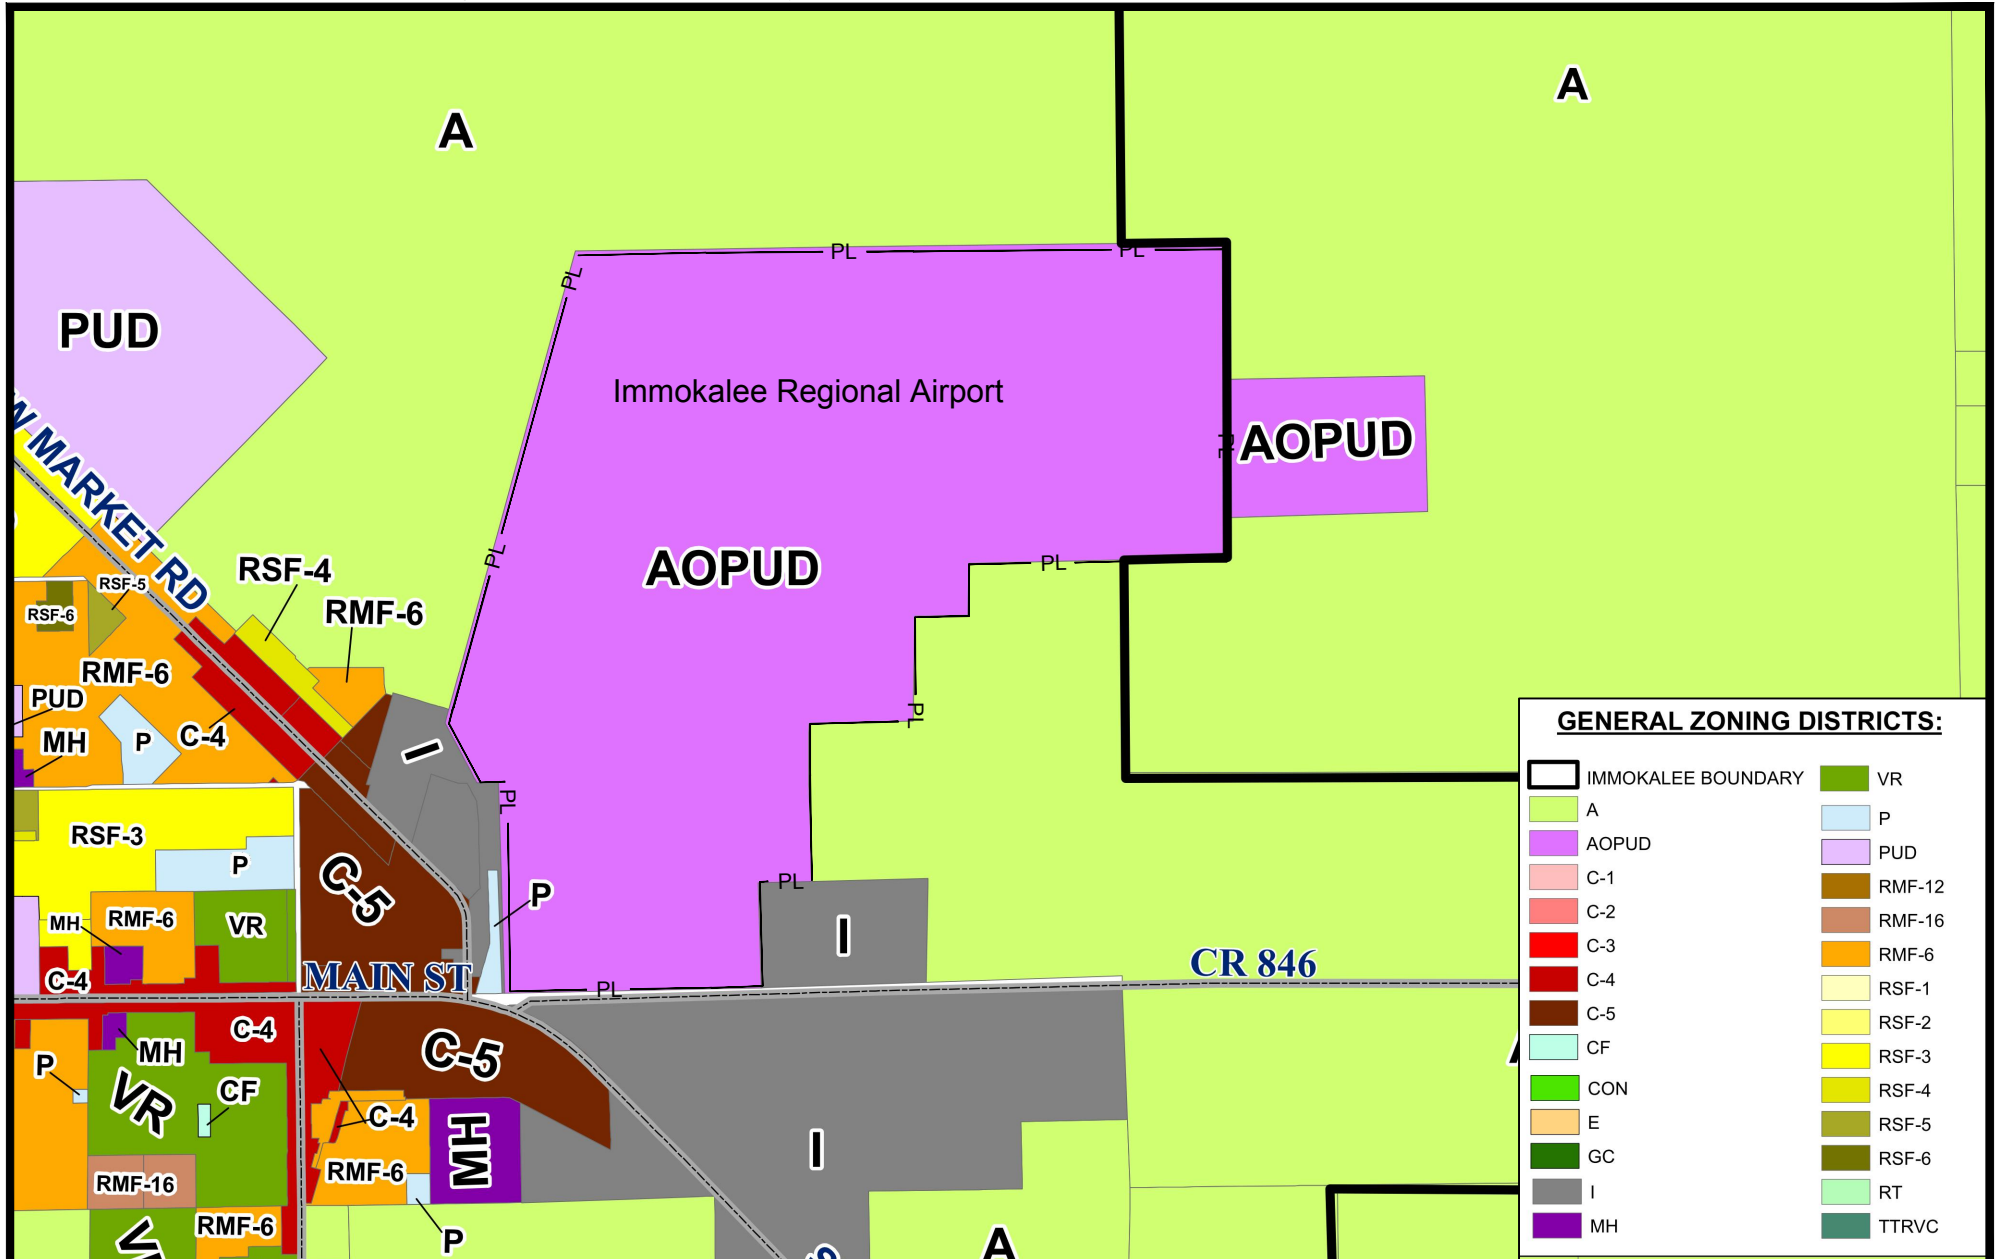 A
A
PL
PL
PL
PUD
Immokalee Regional Airport
W MARKET RD
PL
AOPUD
PL
AOPUD
PL
RSF-4
RSF-5
RMF-6
RSF-6
RMF-6
PUD
C-4
MH
P
I
PL
PL
RSF-3
P
C-5
PL
P
MH
RMF-6
VR
I
C-4
MAIN ST
PL
CR 846
C-4
MH
C-5
P
VR
CF
C-4
MH
I
RMF-16
RMF-6
RMF-6
P
A
GENERAL ZONING DISTRICTS:
IMMOKALEE BOUNDARY
A
AOPUD
C-1
C-2
C-3
C-4
C-5
CF
CON
E
GC
I
MH
VR
P
PUD
RMF-12
RMF-16
RMF-6
RSF-1
RSF-2
RSF-3
RSF-4
RSF-5
RSF-6
RT
TTRVC